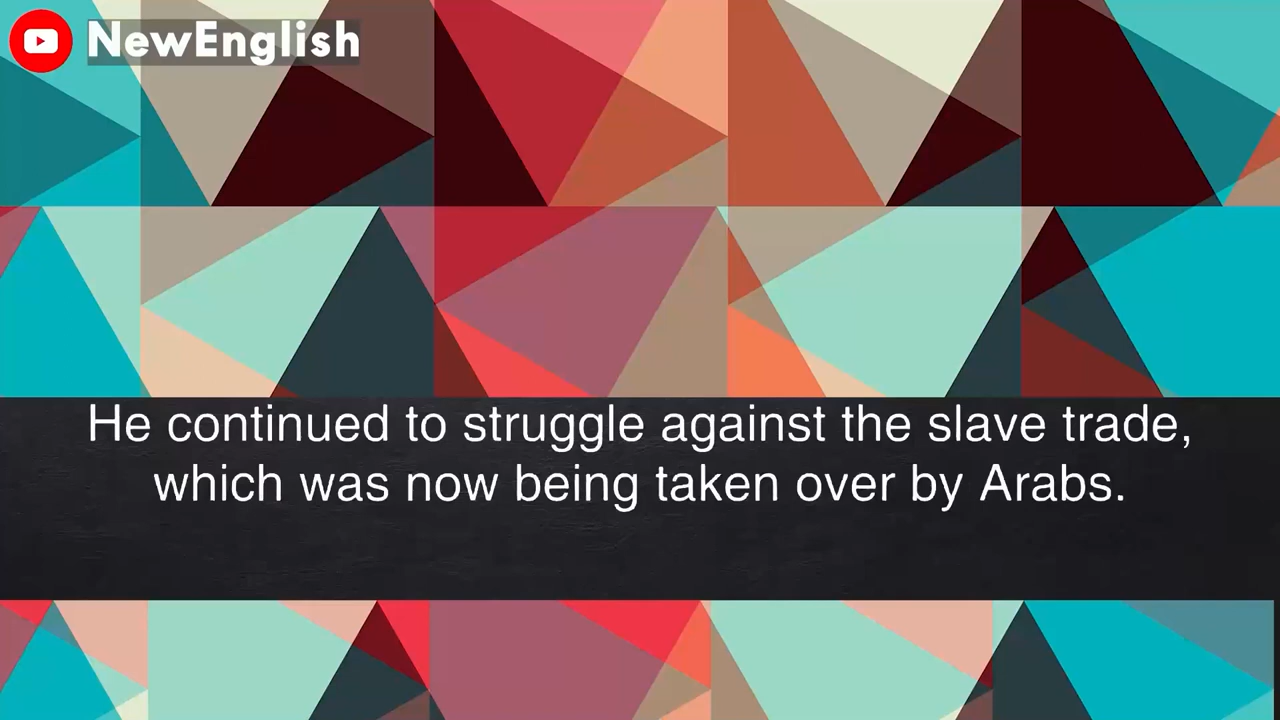 NewEnglish
He continued to struggle against the slave trade,
which was now being taken over by Arabs.